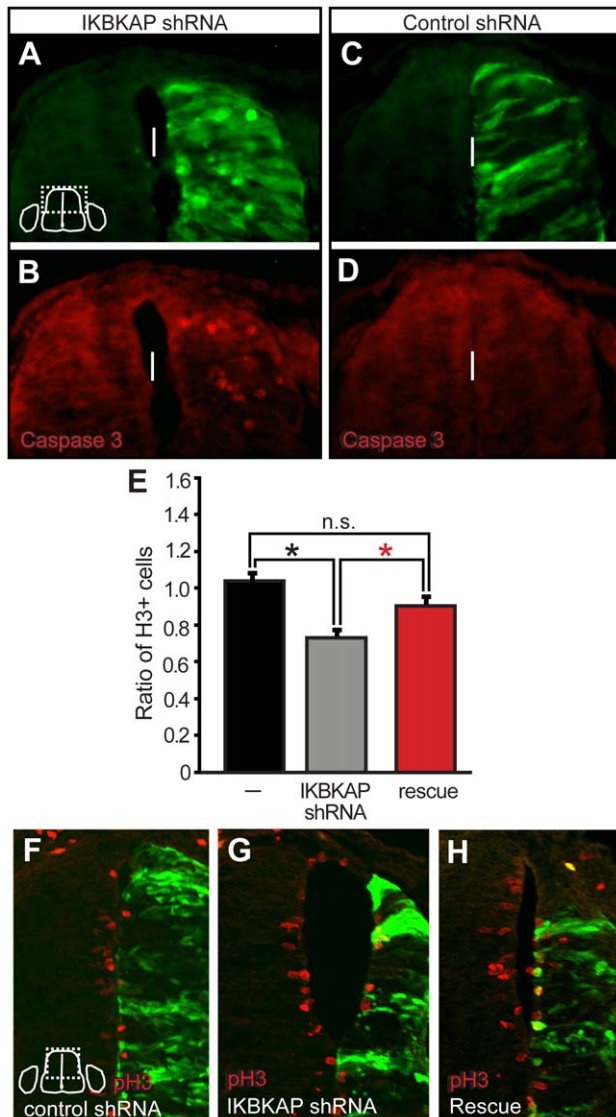 IKBKAP shRNA
Control shRNA
A
C
B
Caspase 3
D
Caspase 3
E
Ratio of H3+ cells
1.6
1.4
1.2
1.0
0.8
0.6
0.4
0.2
0
n.s.
*
*
–
IKBKAP
shRNA
rescue
F
pH3
control shRNA
G
pH3
IKBKAP shRNA
H
pH3
Rescue